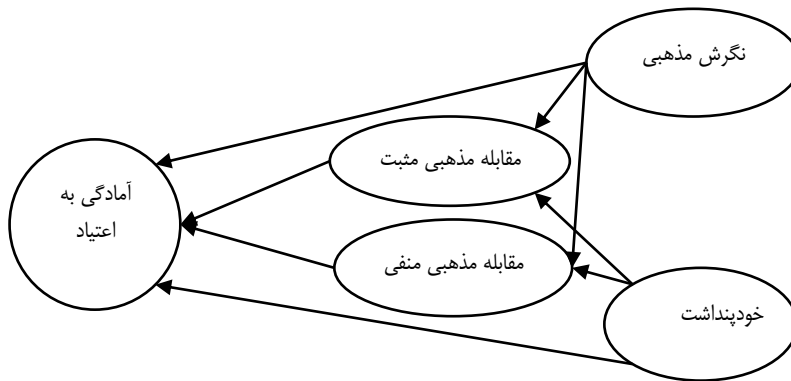 نگرش مذهبی
مقابله مذهبی مثبت
آمادگی به
اعتیاد
مقابله مذهبی منفی
خودپنداشت